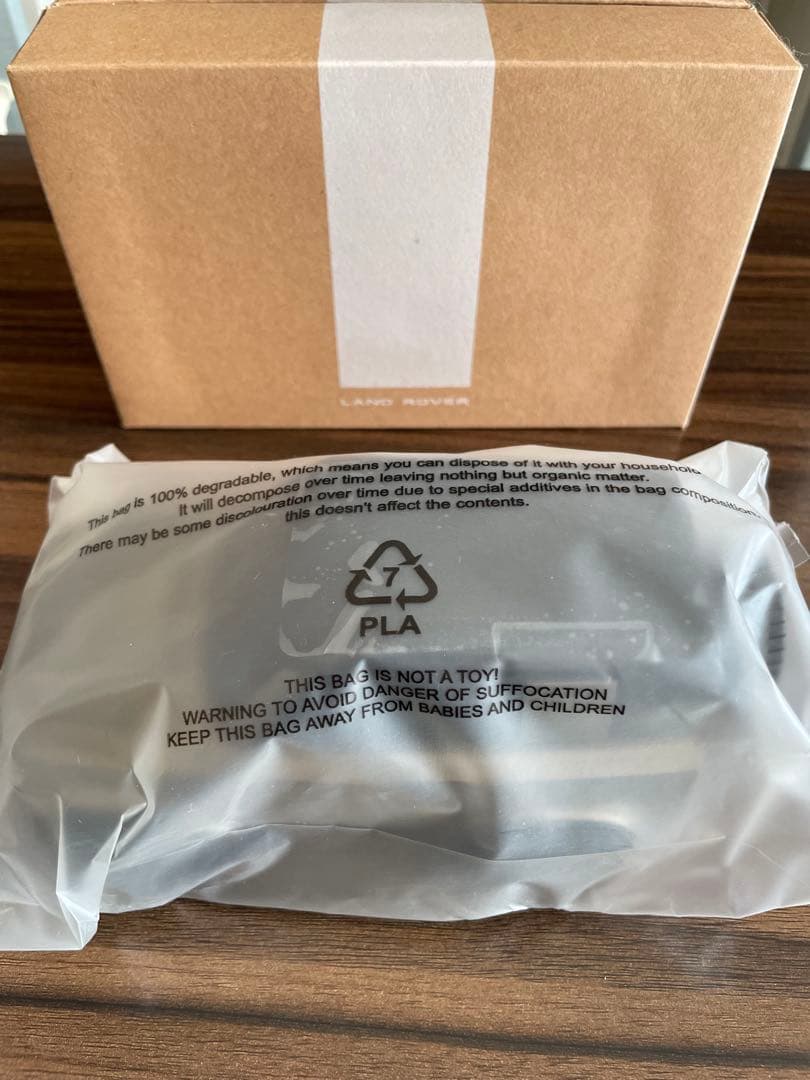 LAND ROVER
This bag is 100% degradable, which means you can dispose of it with your household
It will decompose over time leaving nothing but organic matter.
There may be some discolouration over time due to special additives in the bag composition,
this doesn't affect the contents.
7
PLA
THIS BAG IS NOT A TOY!
WARNING TO AVOID DANGER OF SUFFOCATION
KEEP THIS BAG AWAY FROM BABIES AND CHILDREN